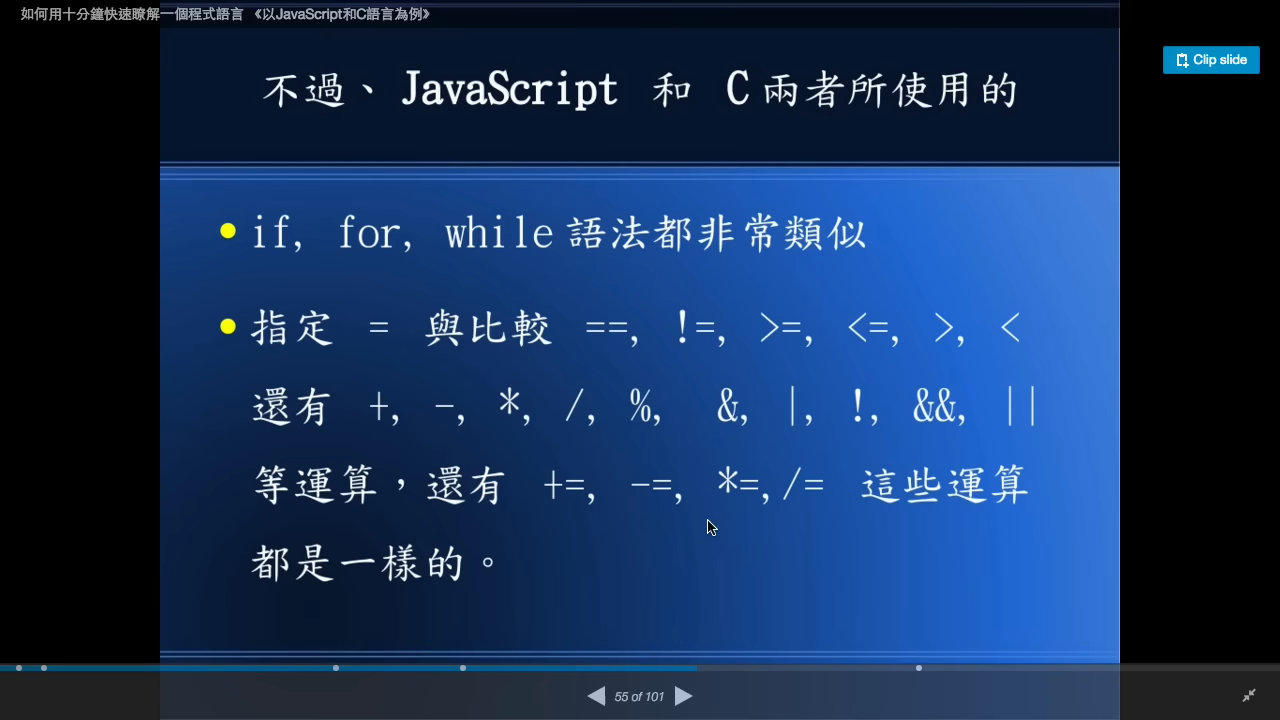 如何用十分鐘快速瞭解一個程式語言 《以JavaScript和C語言為例》
Clip slide
不過、JavaScript 和 C 兩者所使用的
if, for, while 語法都非常類似
指定 = 與比較 ==, !=, >=, <=, >, <
還有 +, -, *, /, %, &, |, !, &&, ||
等運算，還有 +=, -=, *=,/= 這些運算
都是一樣的。
55 of 101